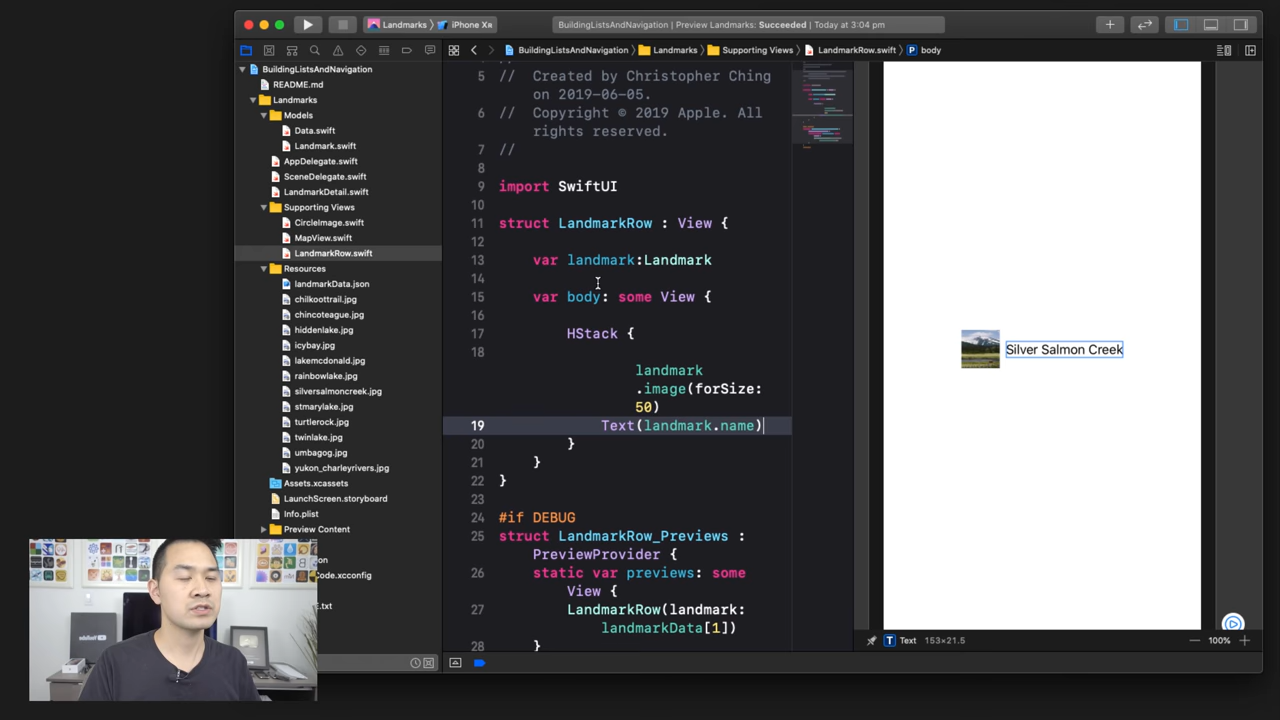 Landmarks
iPhone Xʀ
BuildingListsAndNavigation | Preview Landmarks: Succeeded | Today at 3:04 pm
BuildingListsAndNavigation
Landmarks
Supporting Views
LandmarkRow.swift
P
body
BuildingListsAndNavigation
README.md
Landmarks
Models
Data.swift
Landmark.swift
AppDelegate.swift
SceneDelegate.swift
LandmarkDetail.swift
Supporting Views
CircleImage.swift
MapView.swift
LandmarkRow.swift
Resources
landmarkData.json
chilkoottrail.jpg
chincoteague.jpg
hiddenlake.jpg
icybay.jpg
lakemcdonald.jpg
rainbowlake.jpg
silversalmoncreek.jpg
stmarylake.jpg
turtlerock.jpg
twinlake.jpg
umbagog.jpg
yukon_charleyrivers.jpg
Assets.xcassets
LaunchScreen.storyboard
Info.plist
Preview Content
on
Code.xcconfig
E.txt
5 // Created by Christopher Ching
on 2019-06-05.
6 // Copyright © 2019 Apple. All
rights reserved.
7 //
8
9 import SwiftUI
10
11 struct LandmarkRow : View {
12
13 var landmark:Landmark
14
15 var body: some View {
16
17 HStack {
18
landmark
.image(forSize:
50)
19 Text(landmark.name)
20 }
21 }
22 }
23
24 #if DEBUG
25 struct LandmarkRow_Previews :
PreviewProvider {
26 static var previews: some
View {
27 LandmarkRow(landmark:
landmarkData[1])
28 }
Silver Salmon Creek
T Text 153×21.5
100%